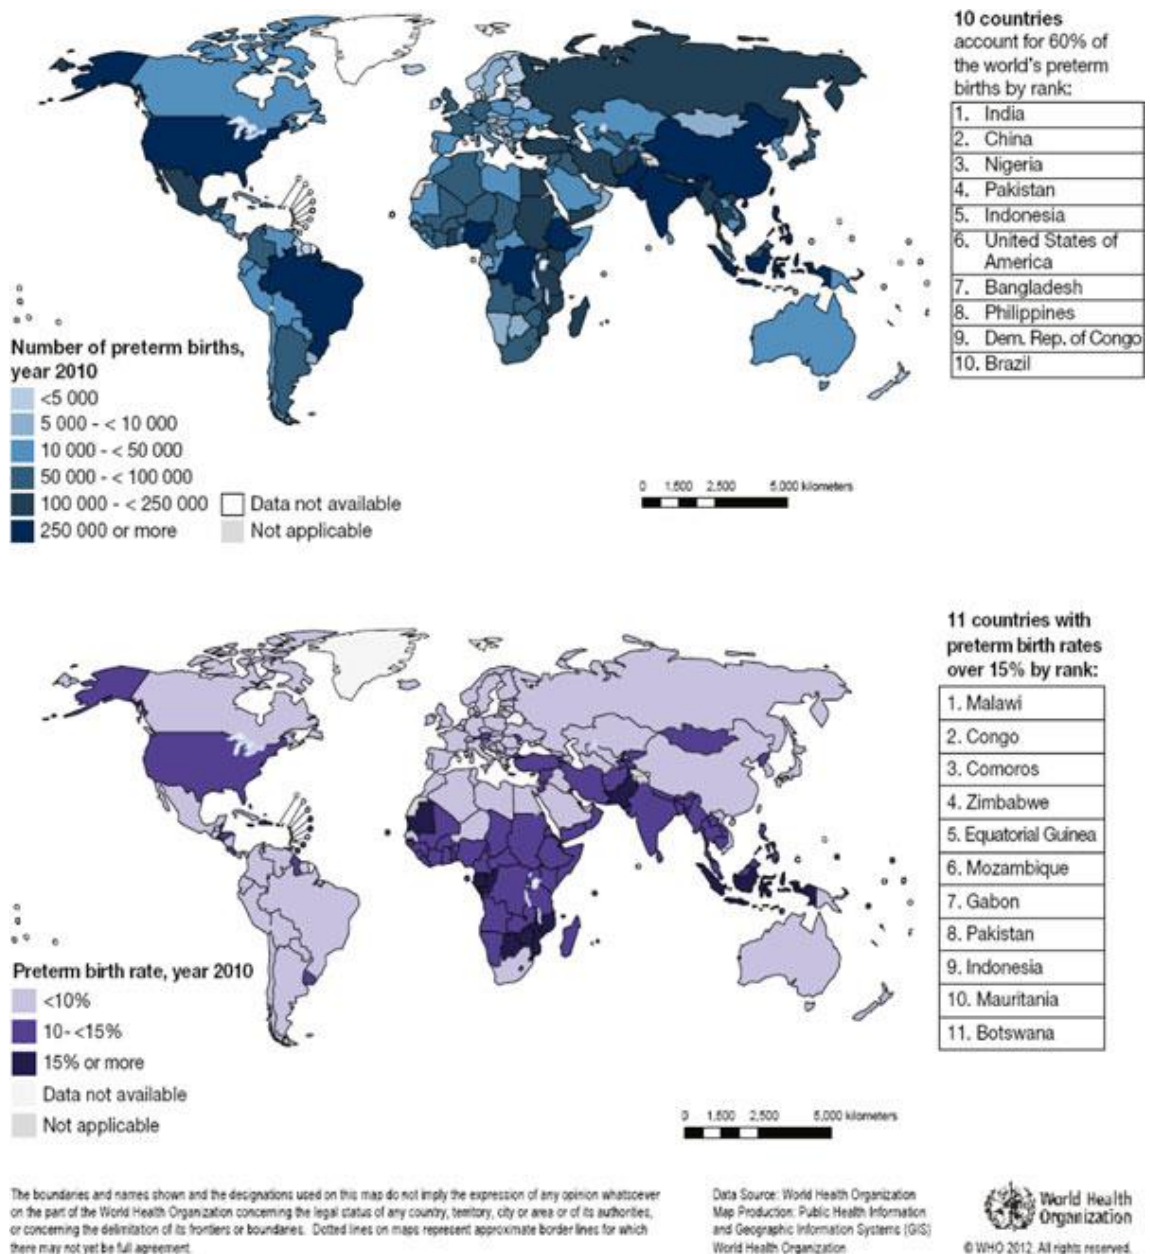 10 countries
account for 60% of
the world's preterm
births by rank:
1. India
2. China
3. Nigeria
4. Pakistan
5. Indonesia
6. United States of
America
7. Bangladesh
8. Philippines
9. Dem. Rep. of Congo
10. Brazil
Number of preterm births,
year 2010
<5 000
5 000 - < 10 000
10 000 - < 50 000
50 000 - < 100 000
100 000 - < 250 000
250 000 or more
Data not available
Not applicable
0 1,500 2,500 5,000 kilometers
11 countries with
preterm birth rates
over 15% by rank:
1. Malawi
2. Congo
3. Comoros
4. Zimbabwe
5. Equatorial Guinea
6. Mozambique
7. Gabon
8. Pakistan
9. Indonesia
10. Mauritania
11. Botswana
Preterm birth rate, year 2010
<10%
10- <15%
15% or more
Data not available
Not applicable
0 1,500 2,500 5,000 kilometers
The boundaries and names shown and the designations used on this map do not imply the expression of any opinion whatsoever
on the part of the World Health Organization concerning the legal status of any country, territory, city or area or of its authorities,
or concerning the delimitation of its frontiers or boundaries. Dotted lines on maps represent approximate border lines for which
there may not yet be full agreement.
Data Source: World Health Organization
Map Production: Public Health Information
and Geographic Information Systems (GIS)
World Health Organization
World Health
Organization
© WHO 2012. All rights reserved.